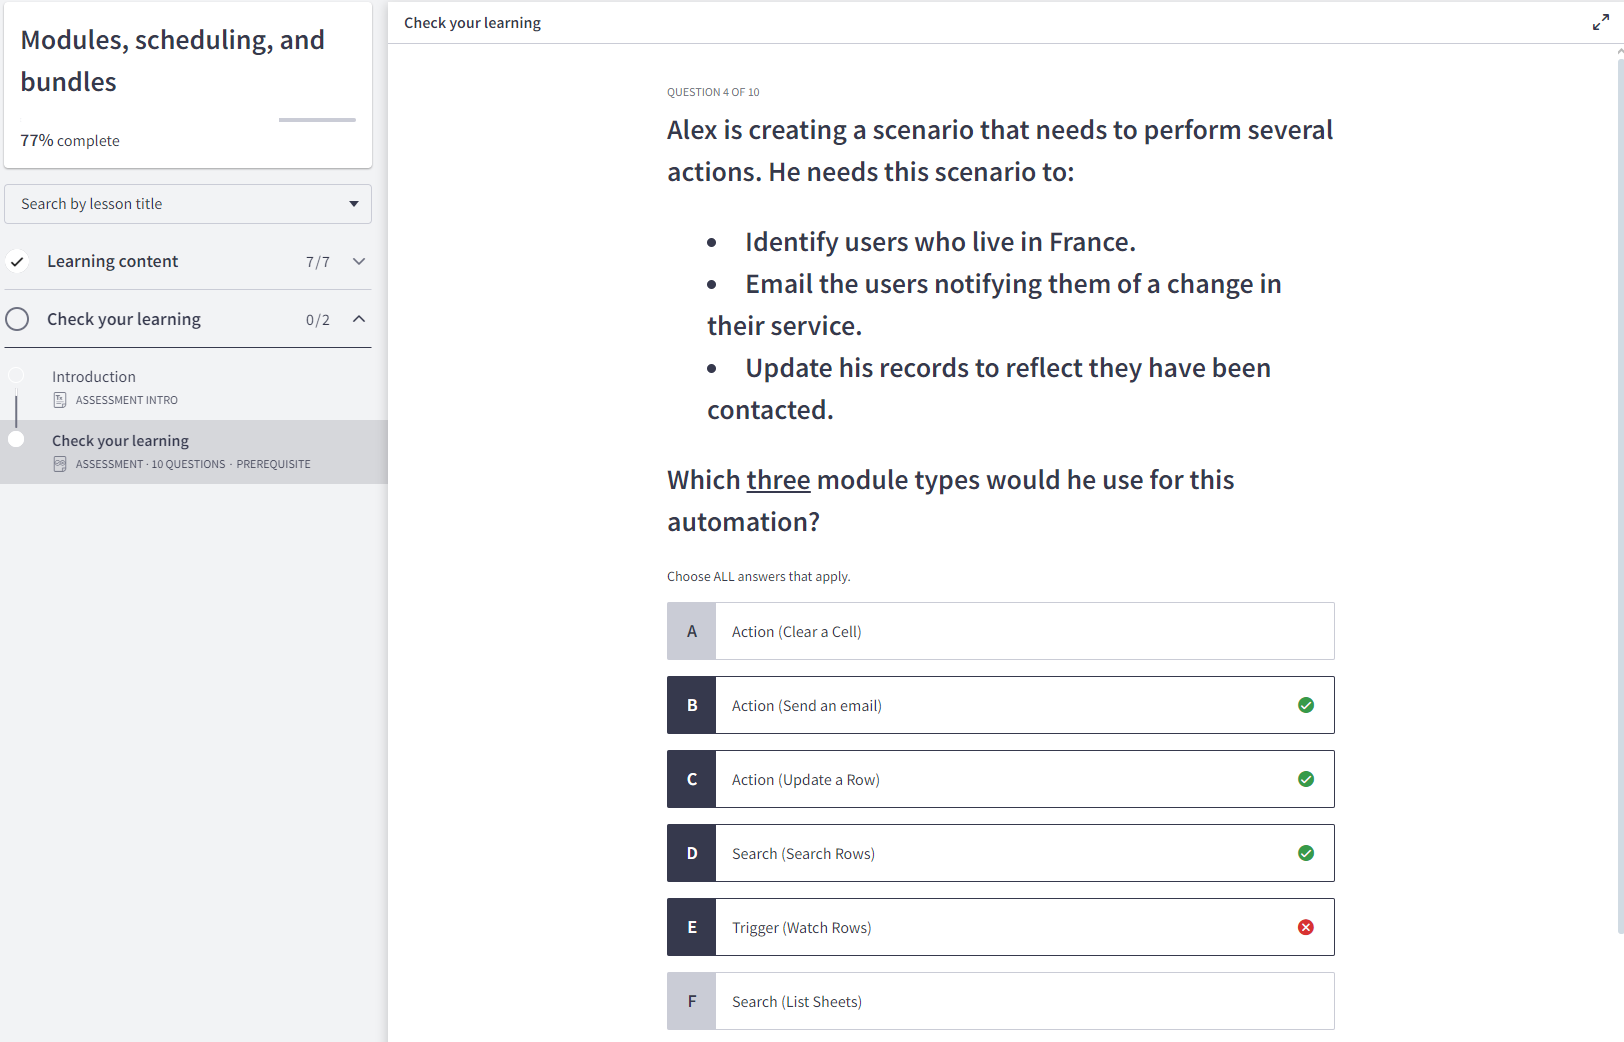 Modules, scheduling, and
bundles
77% complete
Search by lesson title
Learning content 7/7
Check your learning 0/2
Introduction
ASSESSMENT INTRO
Check your learning
ASSESSMENT · 10 QUESTIONS · PREREQUISITE
Check your learning
QUESTION 4 OF 10
Alex is creating a scenario that needs to perform several
actions. He needs this scenario to:
• Identify users who live in France.
• Email the users notifying them of a change in
their service.
• Update his records to reflect they have been
contacted.
Which three module types would he use for this
automation?
Choose ALL answers that apply.
A Action (Clear a Cell)
B Action (Send an email)
C Action (Update a Row)
D Search (Search Rows)
E Trigger (Watch Rows)
F Search (List Sheets)